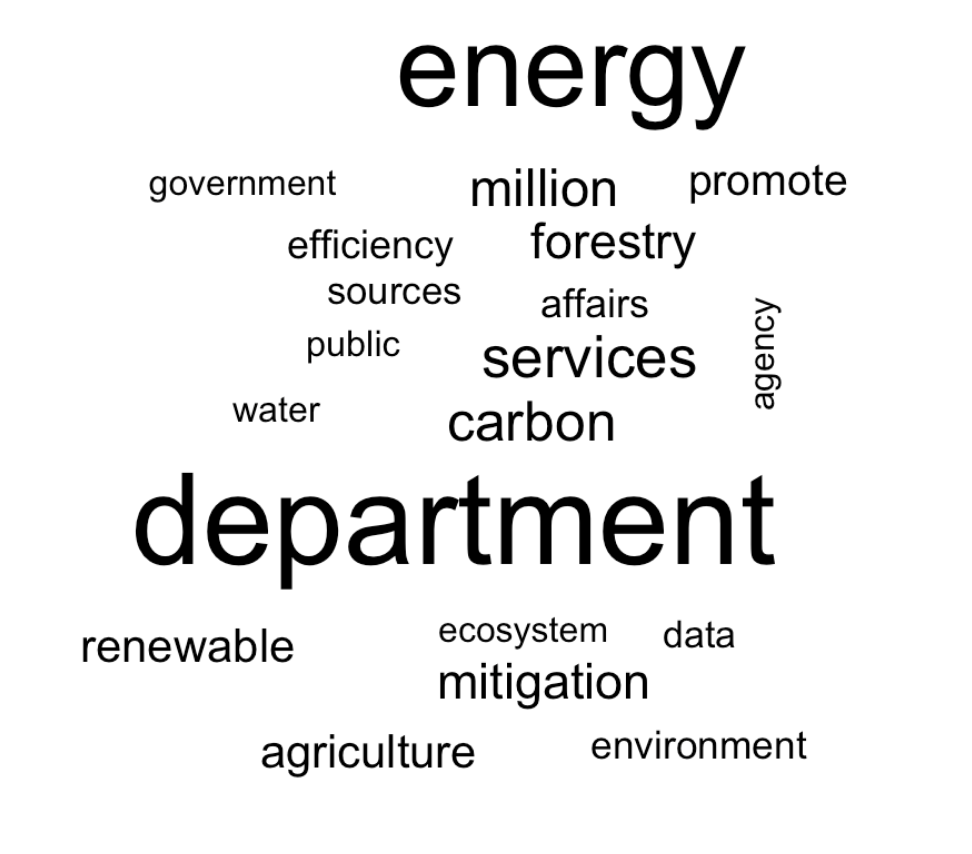 energy
government million promote
efficiency forestry
sources affairs
public services agency
water carbon
department
renewable ecosystem data
mitigation
agriculture environment